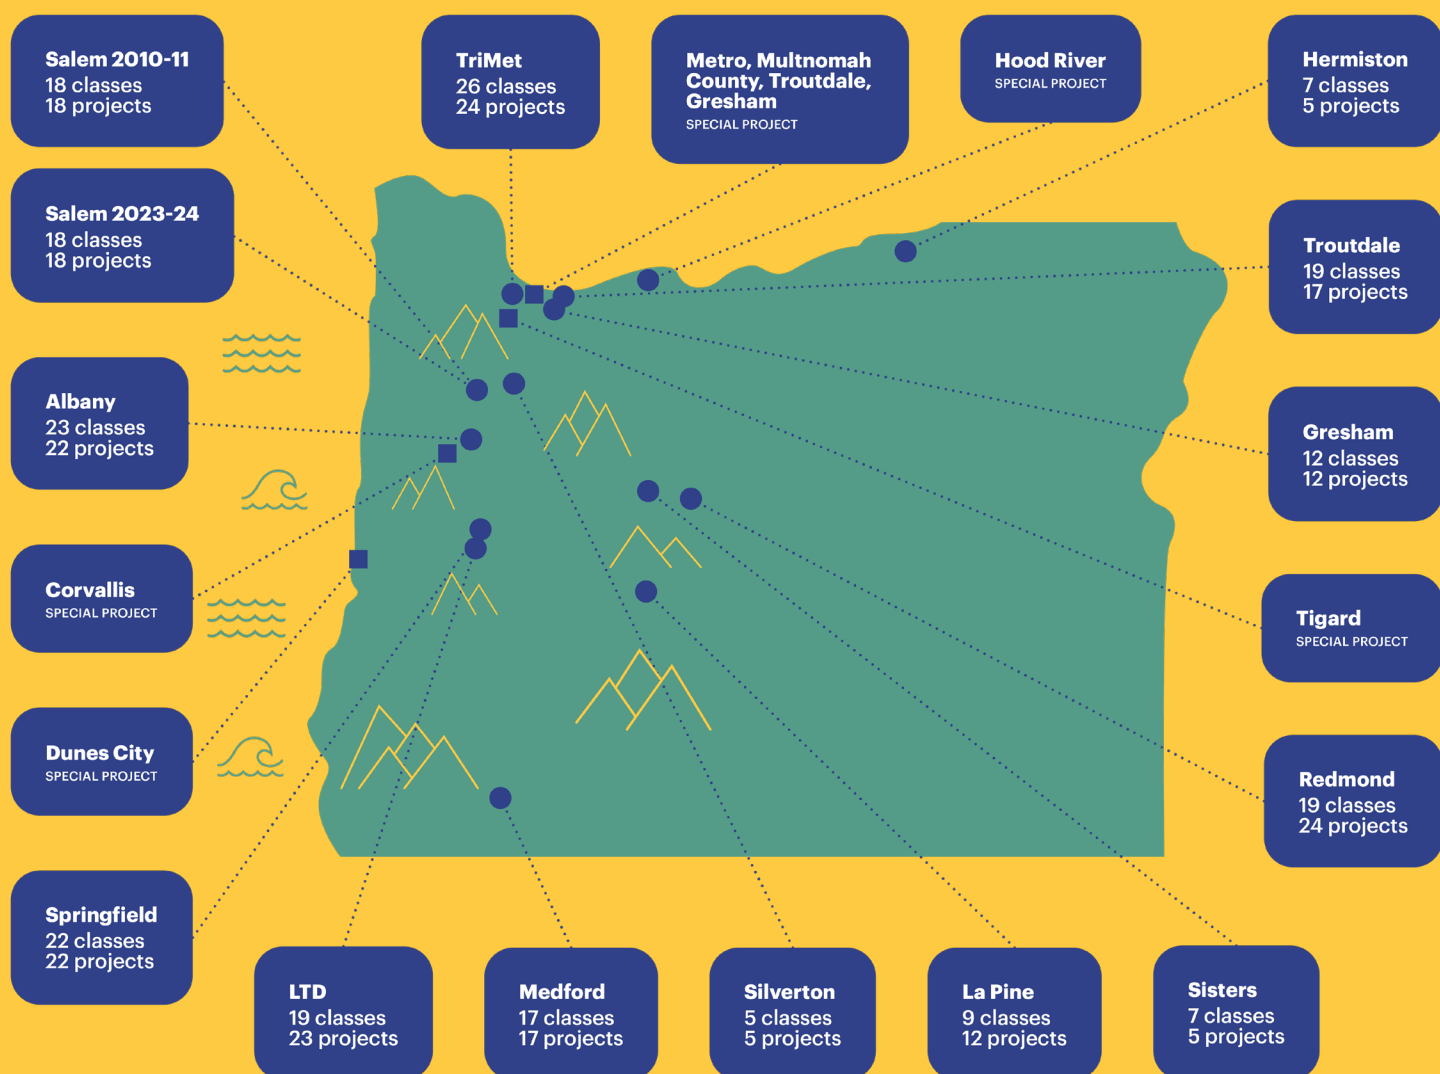 Salem 2010-11
18 classes
18 projects
TriMet
26 classes
24 projects
Metro, Multnomah
County, Troutdale,
Gresham
SPECIAL PROJECT
Hood River
SPECIAL PROJECT
Hermiston
7 classes
5 projects
Salem 2023-24
18 classes
18 projects
Troutdale
19 classes
17 projects
Albany
23 classes
22 projects
Gresham
12 classes
12 projects
Corvallis
SPECIAL PROJECT
Tigard
SPECIAL PROJECT
Dunes City
SPECIAL PROJECT
Redmond
19 classes
24 projects
Springfield
22 classes
22 projects
LTD
19 classes
23 projects
Medford
17 classes
17 projects
Silverton
5 classes
5 projects
La Pine
9 classes
12 projects
Sisters
7 classes
5 projects